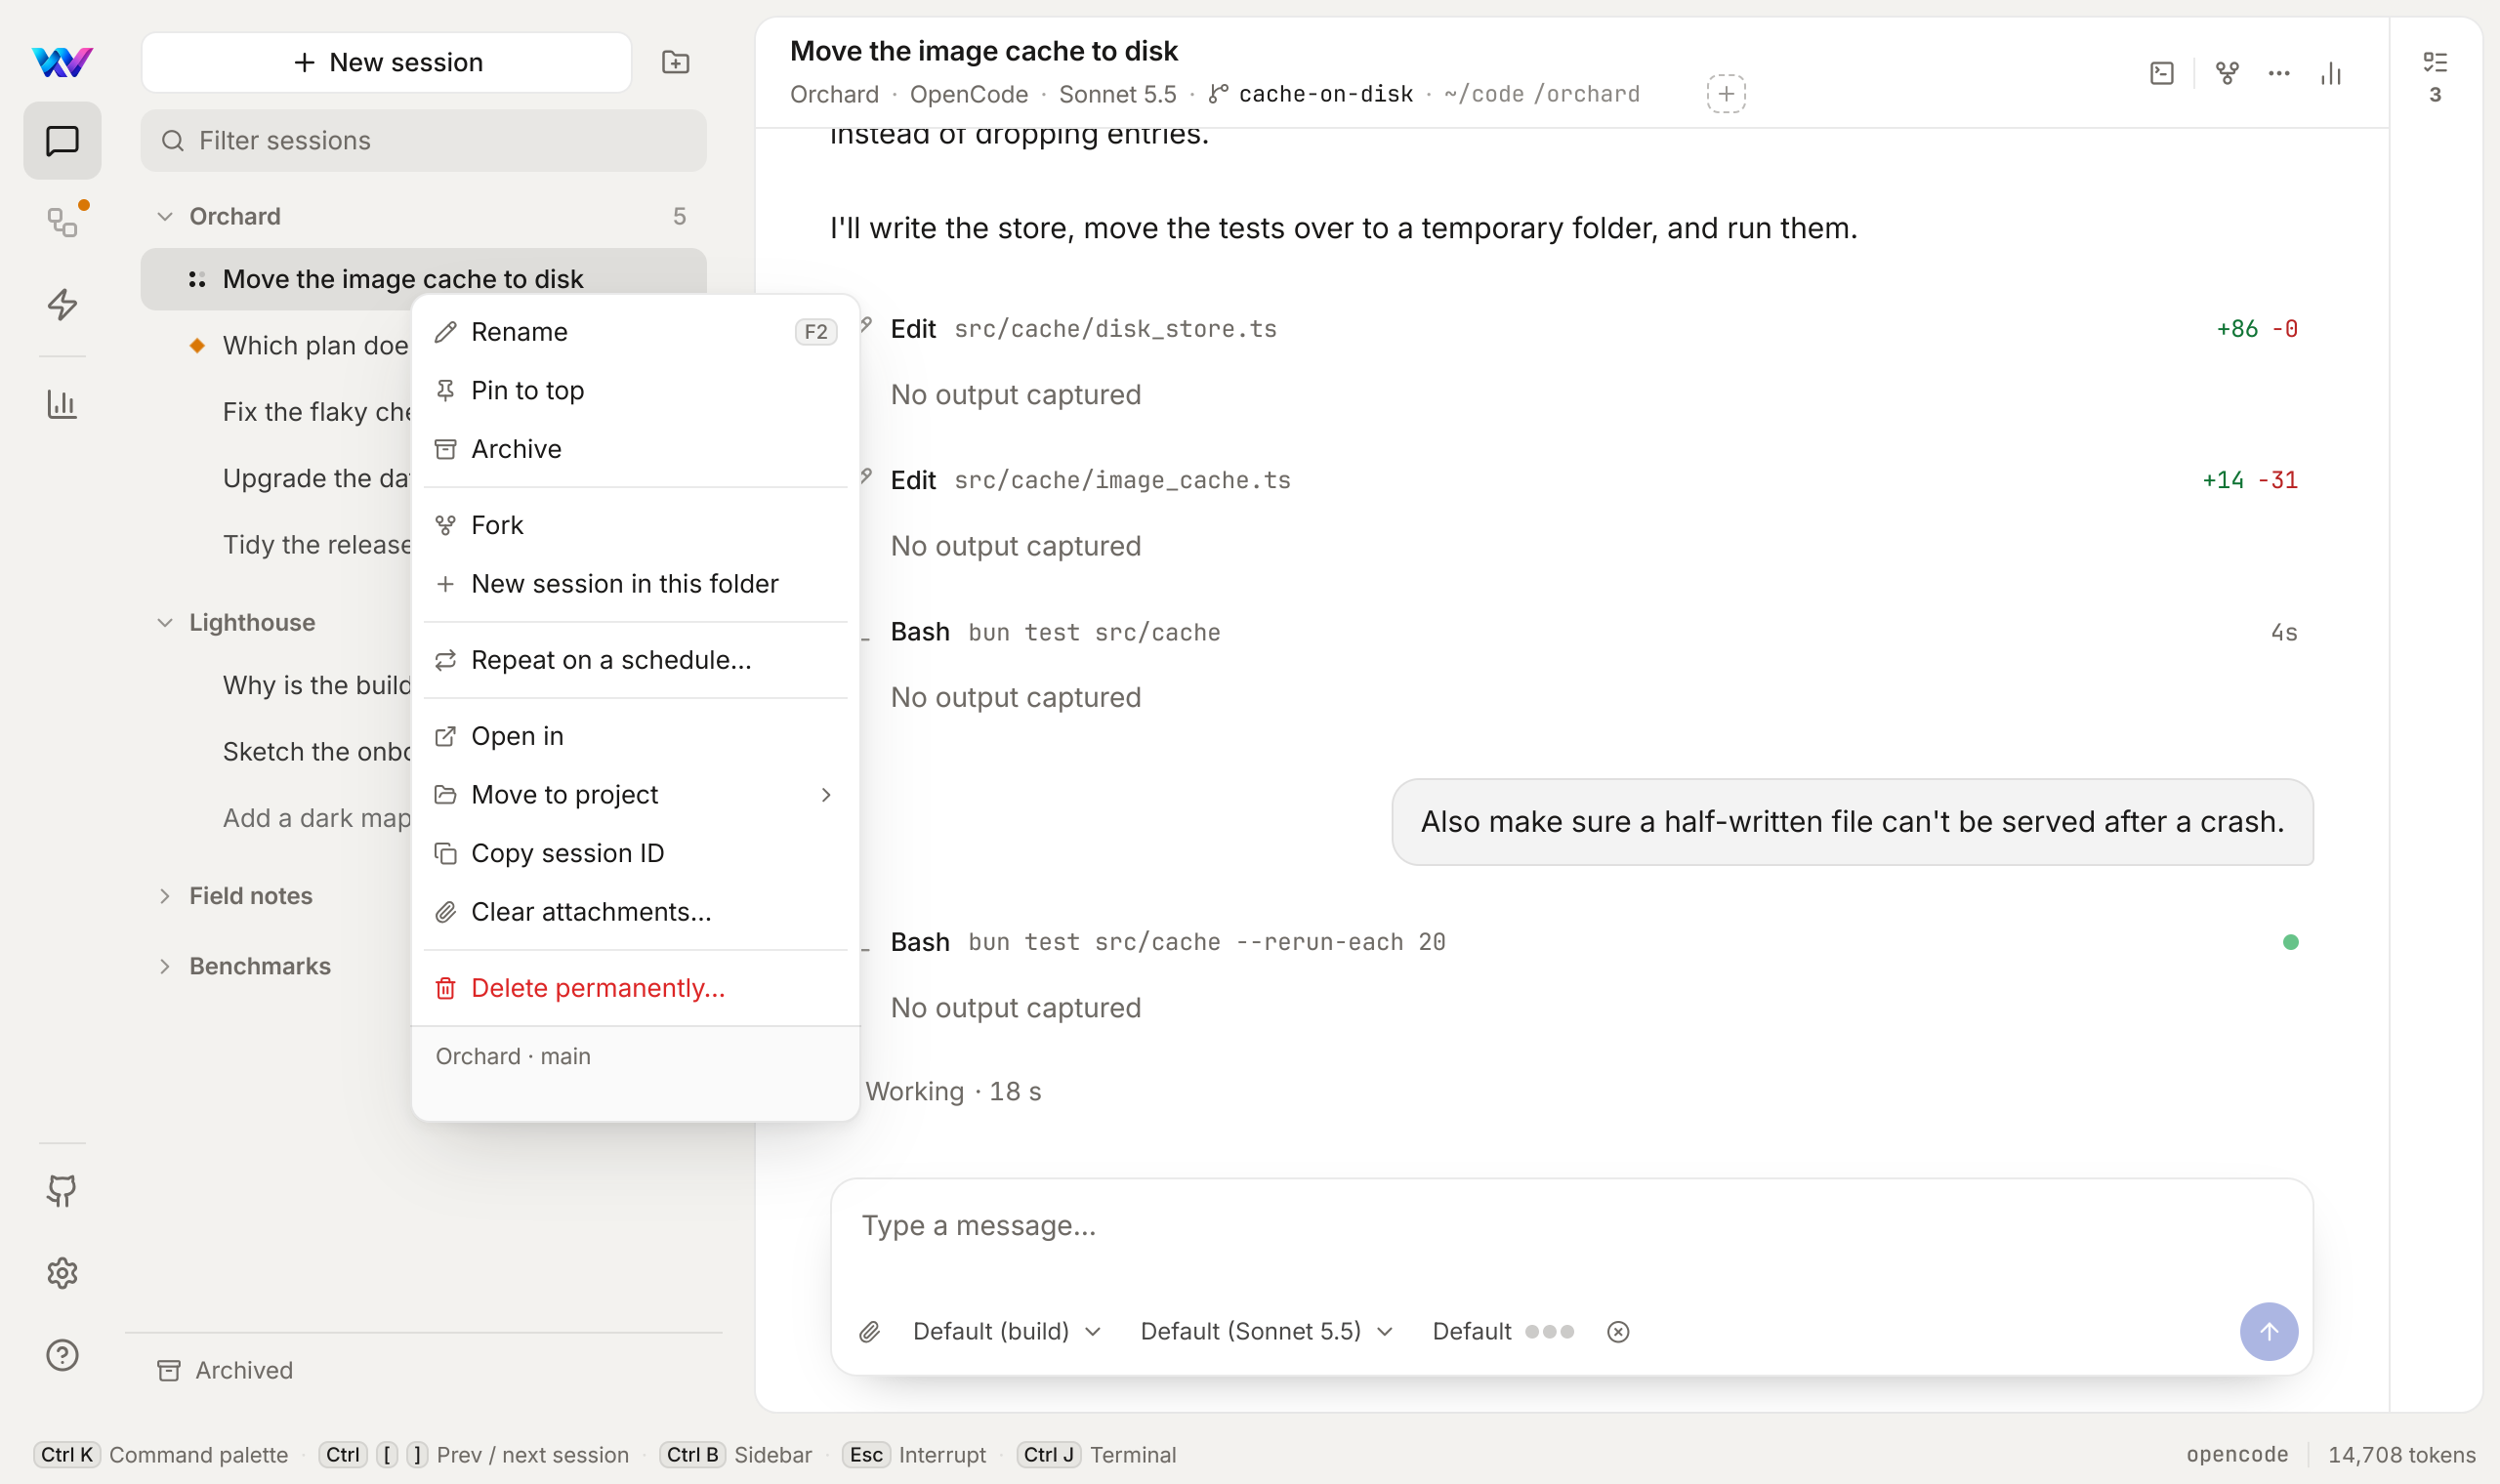 New session
Filter sessions
Orchard 5
Move the image cache to disk
Which plan doe
Fix the flaky che
Upgrade the da
Tidy the release
Lighthouse
Why is the build
Sketch the onbo
Add a dark map
Field notes
Benchmarks
Archived
Rename F2
Pin to top
Archive
Fork
New session in this folder
Repeat on a schedule...
Open in
Move to project
Copy session ID
Clear attachments...
Delete permanently...
Orchard · main
Move the image cache to disk
Orchard · OpenCode · Sonnet 5.5 · cache-on-disk · ~/code /orchard
3
instead of dropping entries.
I'll write the store, move the tests over to a temporary folder, and run them.
Edit src/cache/disk_store.ts +86 -0
No output captured
Edit src/cache/image_cache.ts +14 -31
No output captured
Bash bun test src/cache 4s
No output captured
Also make sure a half-written file can't be served after a crash.
Bash bun test src/cache --rerun-each 20
No output captured
Working · 18 s
Type a message...
Default (build) Default (Sonnet 5.5) Default
Ctrl K Command palette · Ctrl [ ] Prev / next session · Ctrl B Sidebar · Esc Interrupt · Ctrl J Terminal
opencode 14,708 tokens